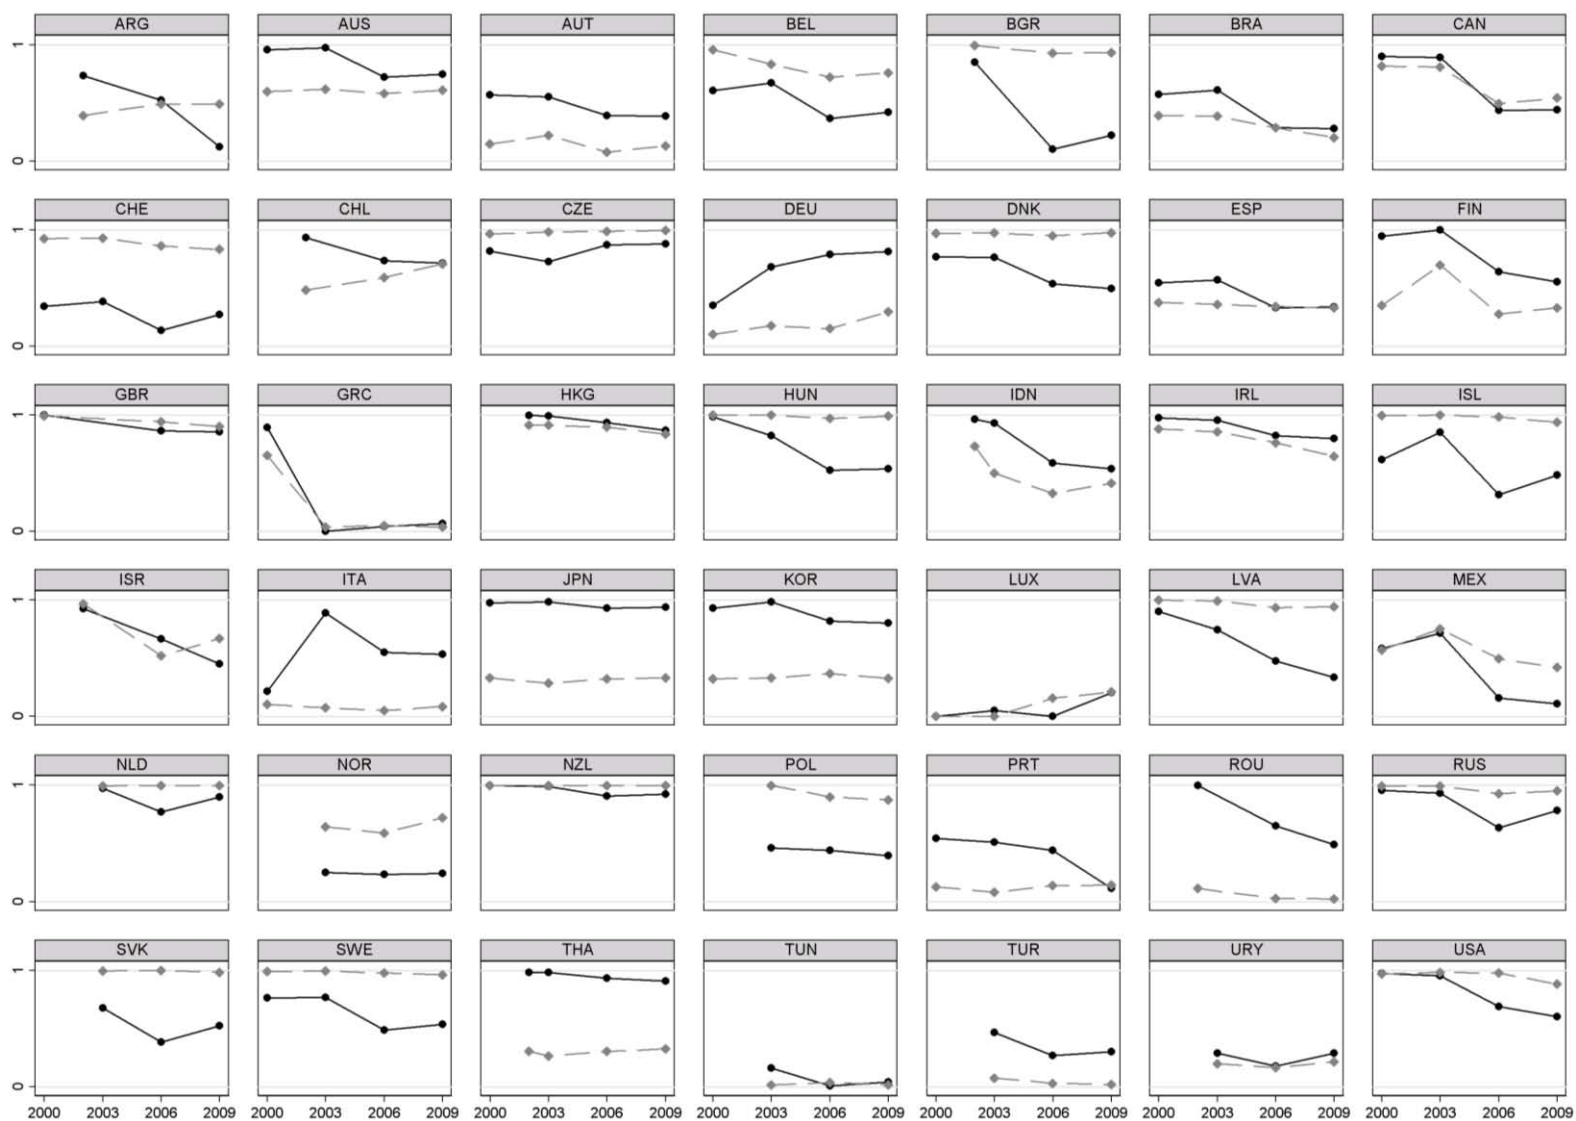 ARG AUS AUT BEL BGR BRA CAN
1
0
CHE CHL CZE DEU DNK ESP FIN
1
0
GBR GRC HKG HUN IDN IRL ISL
1
0
ISR ITA JPN KOR LUX LVA MEX
1
0
NLD NOR NZL POL PRT ROU RUS
1
0
SVK SWE THA TUN TUR URY USA
1
0
2000 2003 2006 2009 2000 2003 2006 2009 2000 2003 2006 2009 2000 2003 2006 2009 2000 2003 2006 2009 2000 2003 2006 2009 2000 2003 2006 2009